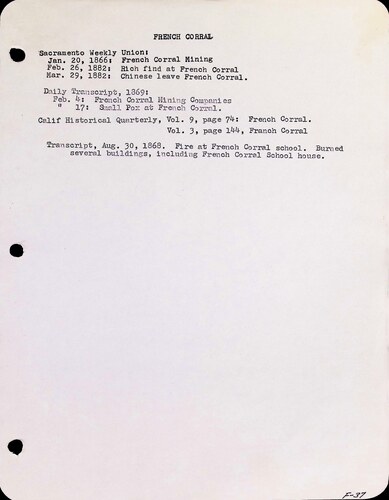 FRENCH CORRAL
Sacramento Weekly Union:
Jan. 20, 1866: French Corral Mining
Feb. 26, 1882: Rich find at French Corral
Mar. 29, 1882: Chinese leave French Corral.
Daily Transcript, 1869:
Feb. 4: French Corral Mining Companies
" 17: Small Pox at French Corral.
Calif Historical Quarterly, Vol. 9, page 74: French Corral.
Vol. 3, page 144, Franch Corral
Transcript, Aug. 30, 1868. Fire at French Corral school. Burned
several buildings, including French Corral School house.
F-37